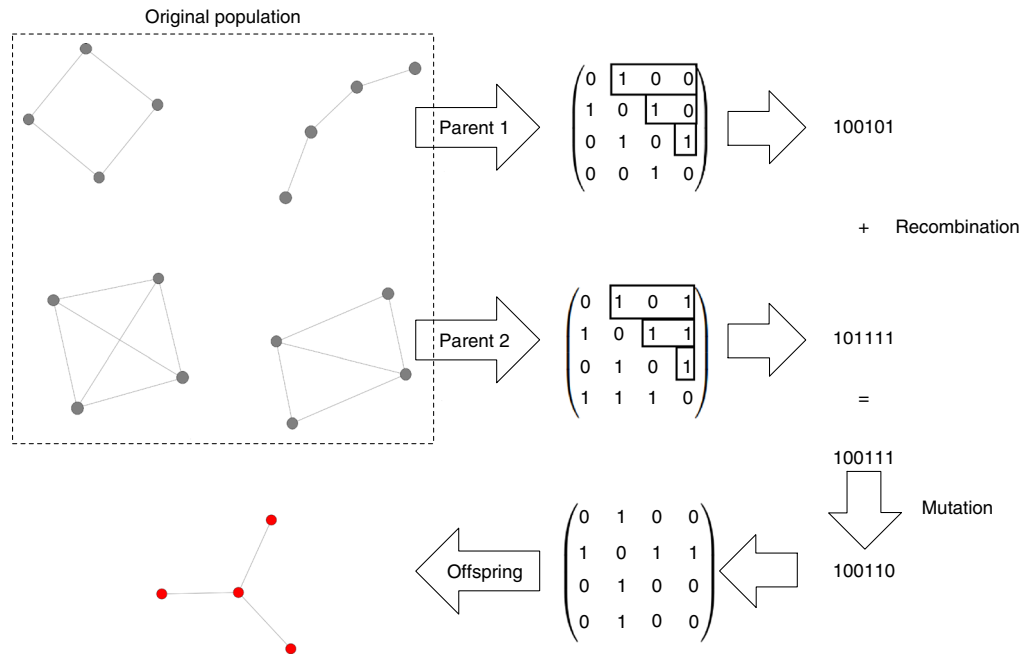 Original population
Parent 1
0 1 0 0
1 0 1 0
0 1 0 1
0 0 1 0
100101
+ Recombination
Parent 2
0 1 0 1
1 0 1 1
0 1 0 1
1 1 1 0
101111
=
100111
Mutation
100110
0 1 0 0
1 0 1 1
0 1 0 0
0 1 0 0
Offspring